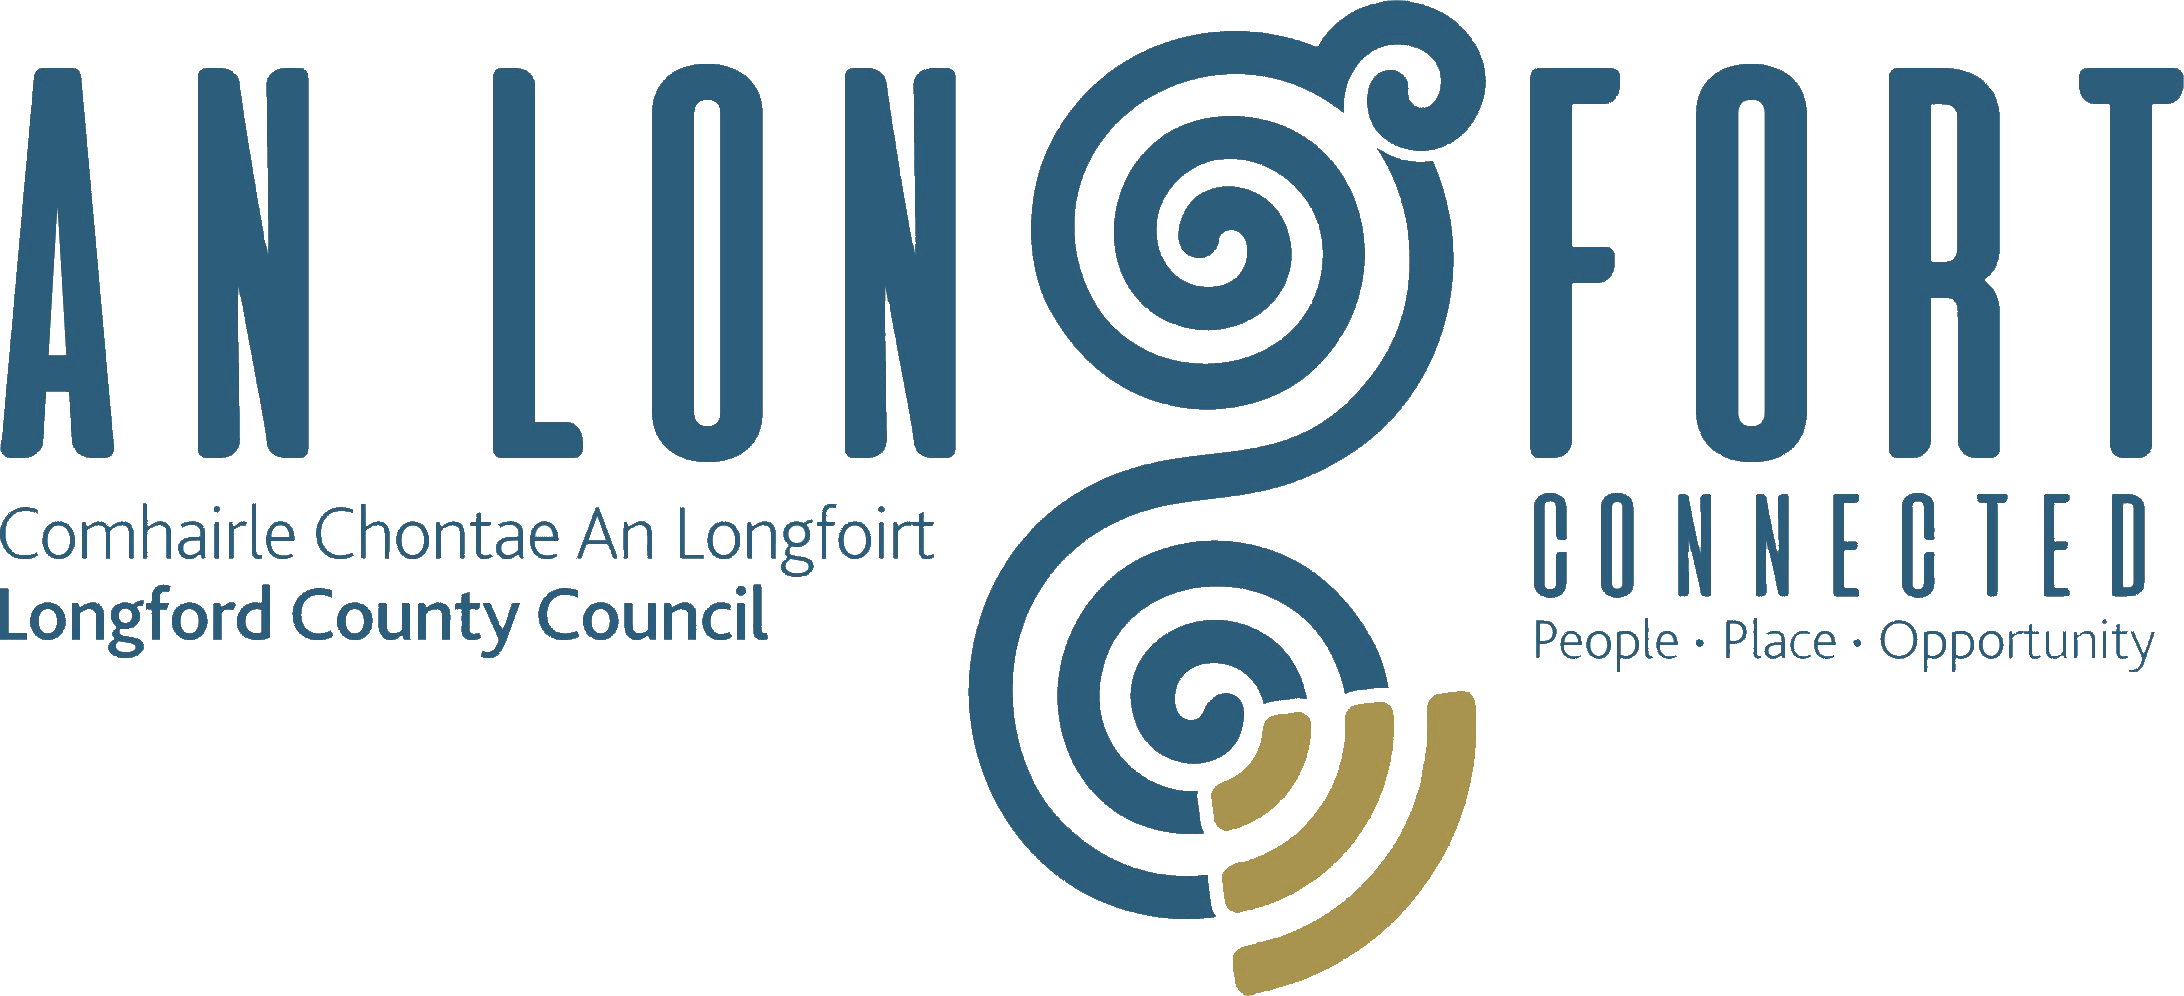 AN LONgFORT
Comhairle Chontae An Longfoirt
Longford County Council
CONNECTED
People · Place · Opportunity